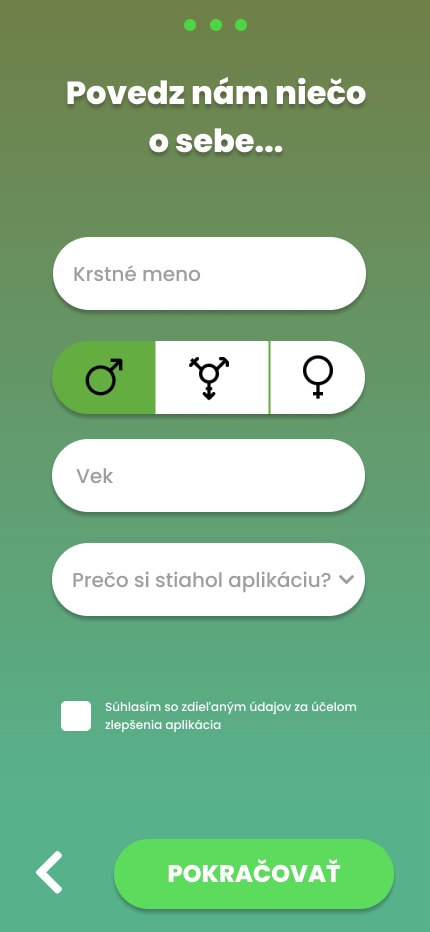 Povedz nám niečo
o sebe...
Krstné meno
Vek
Prečo si stiahol aplikáciu?
Súhlasím so zdieľaným údajov za účelom
zlepšenia aplikácia
POKRAČOVAŤ